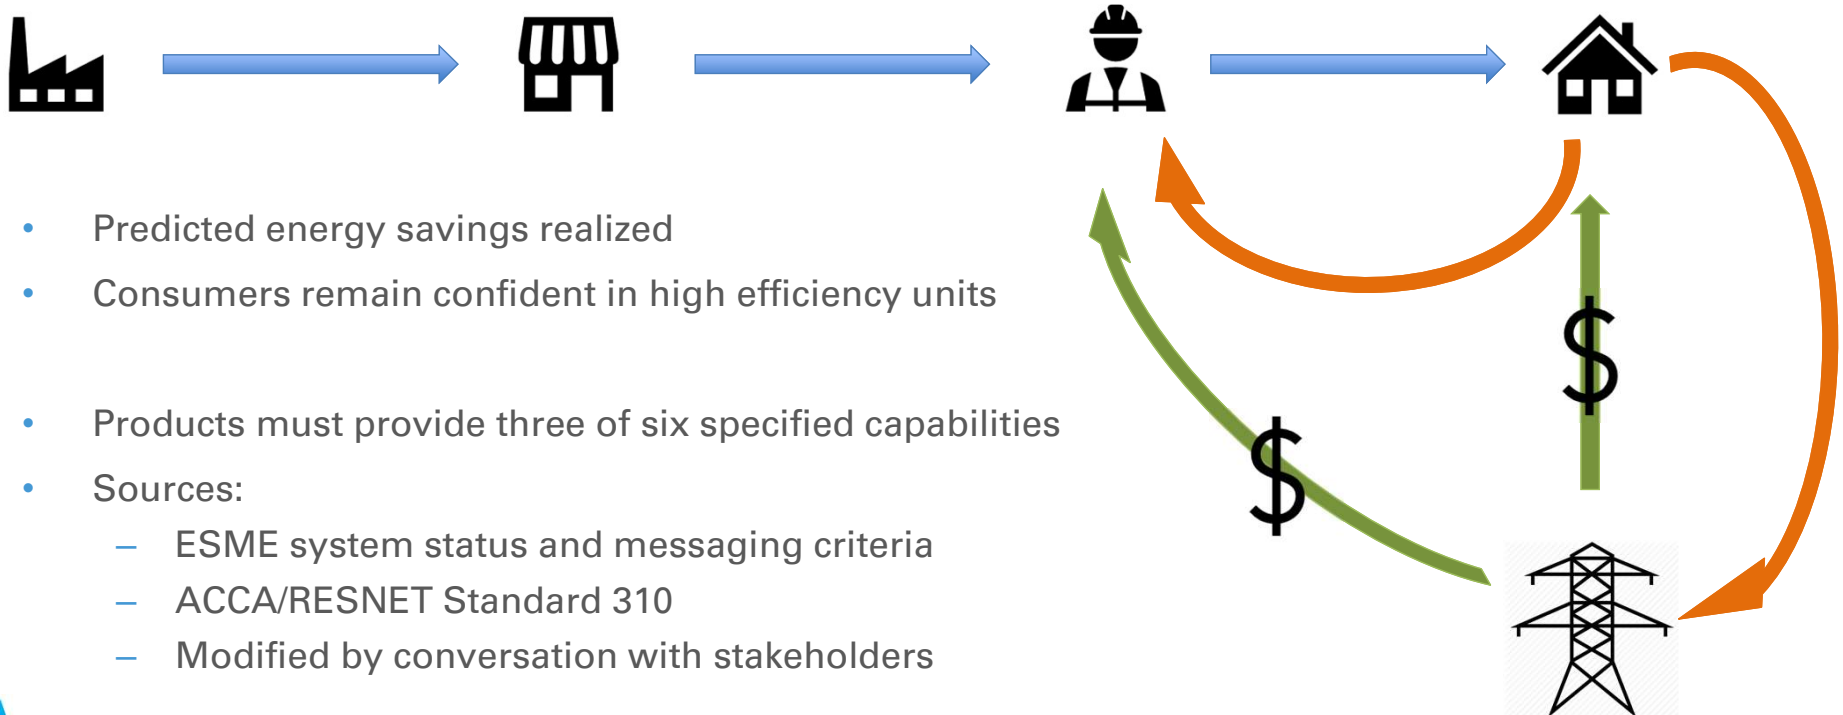 • Predicted energy savings realized
• Consumers remain confident in high efficiency units
• Products must provide three of six specified capabilities
• Sources:
– ESME system status and messaging criteria
– ACCA/RESNET Standard 310
– Modified by conversation with stakeholders
$
$